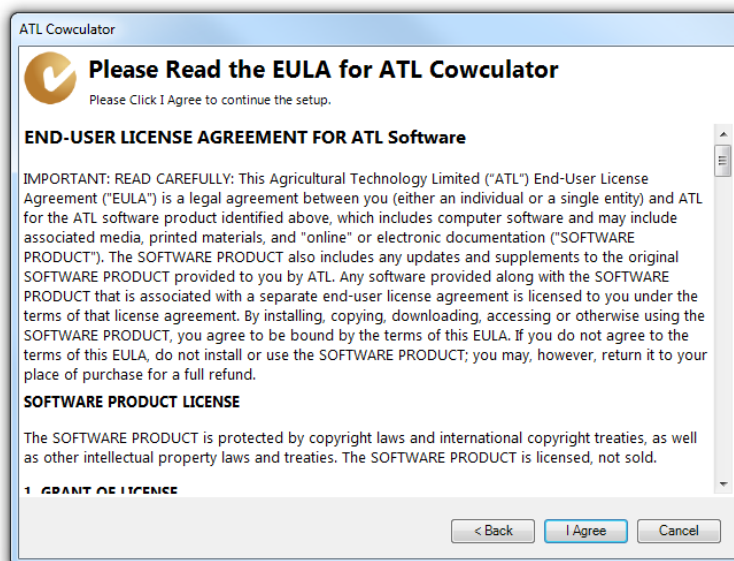 ATL Cowculator
Please Read the EULA for ATL Cowculator
Please Click I Agree to continue the setup.
END-USER LICENSE AGREEMENT FOR ATL Software
IMPORTANT: READ CAREFULLY: This Agricultural Technology Limited ("ATL") End-User License
Agreement ("EULA") is a legal agreement between you (either an individual or a single entity) and ATL
for the ATL software product identified above, which includes computer software and may include
associated media, printed materials, and "online" or electronic documentation ("SOFTWARE
PRODUCT"). The SOFTWARE PRODUCT also includes any updates and supplements to the original
SOFTWARE PRODUCT provided to you by ATL. Any software provided along with the SOFTWARE
PRODUCT that is associated with a separate end-user license agreement is licensed to you under the
terms of that license agreement. By installing, copying, downloading, accessing or otherwise using the
SOFTWARE PRODUCT, you agree to be bound by the terms of this EULA. If you do not agree to the
terms of this EULA, do not install or use the SOFTWARE PRODUCT; you may, however, return it to your
place of purchase for a full refund.
SOFTWARE PRODUCT LICENSE
The SOFTWARE PRODUCT is protected by copyright laws and international copyright treaties, as well
as other intellectual property laws and treaties. The SOFTWARE PRODUCT is licensed, not sold.
1. GRANT OF LICENSE
< Back
I Agree
Cancel